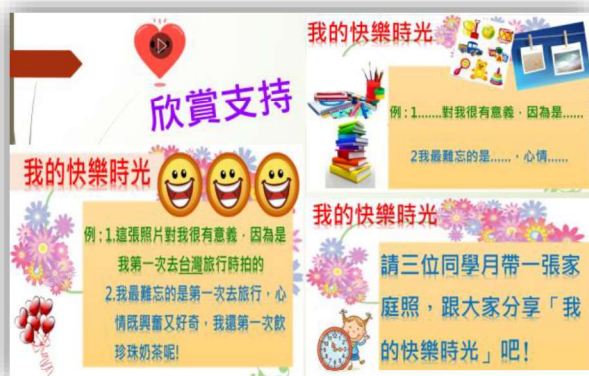 欣賞支持
我的快樂時光
例：1.這張照片對我很有意義，因為是
我第一次去台灣旅行時拍的
2.我最難忘的是第一次去旅行，心
情既興奮又好奇，我還第一次飲
珍珠奶茶呢!
我的快樂時光
例：1.......對我很有意義，因為是......
2我最難忘的是......，心情......
我的快樂時光
請三位同學月帶一張家
庭照，跟大家分享「我
的快樂時光」吧!